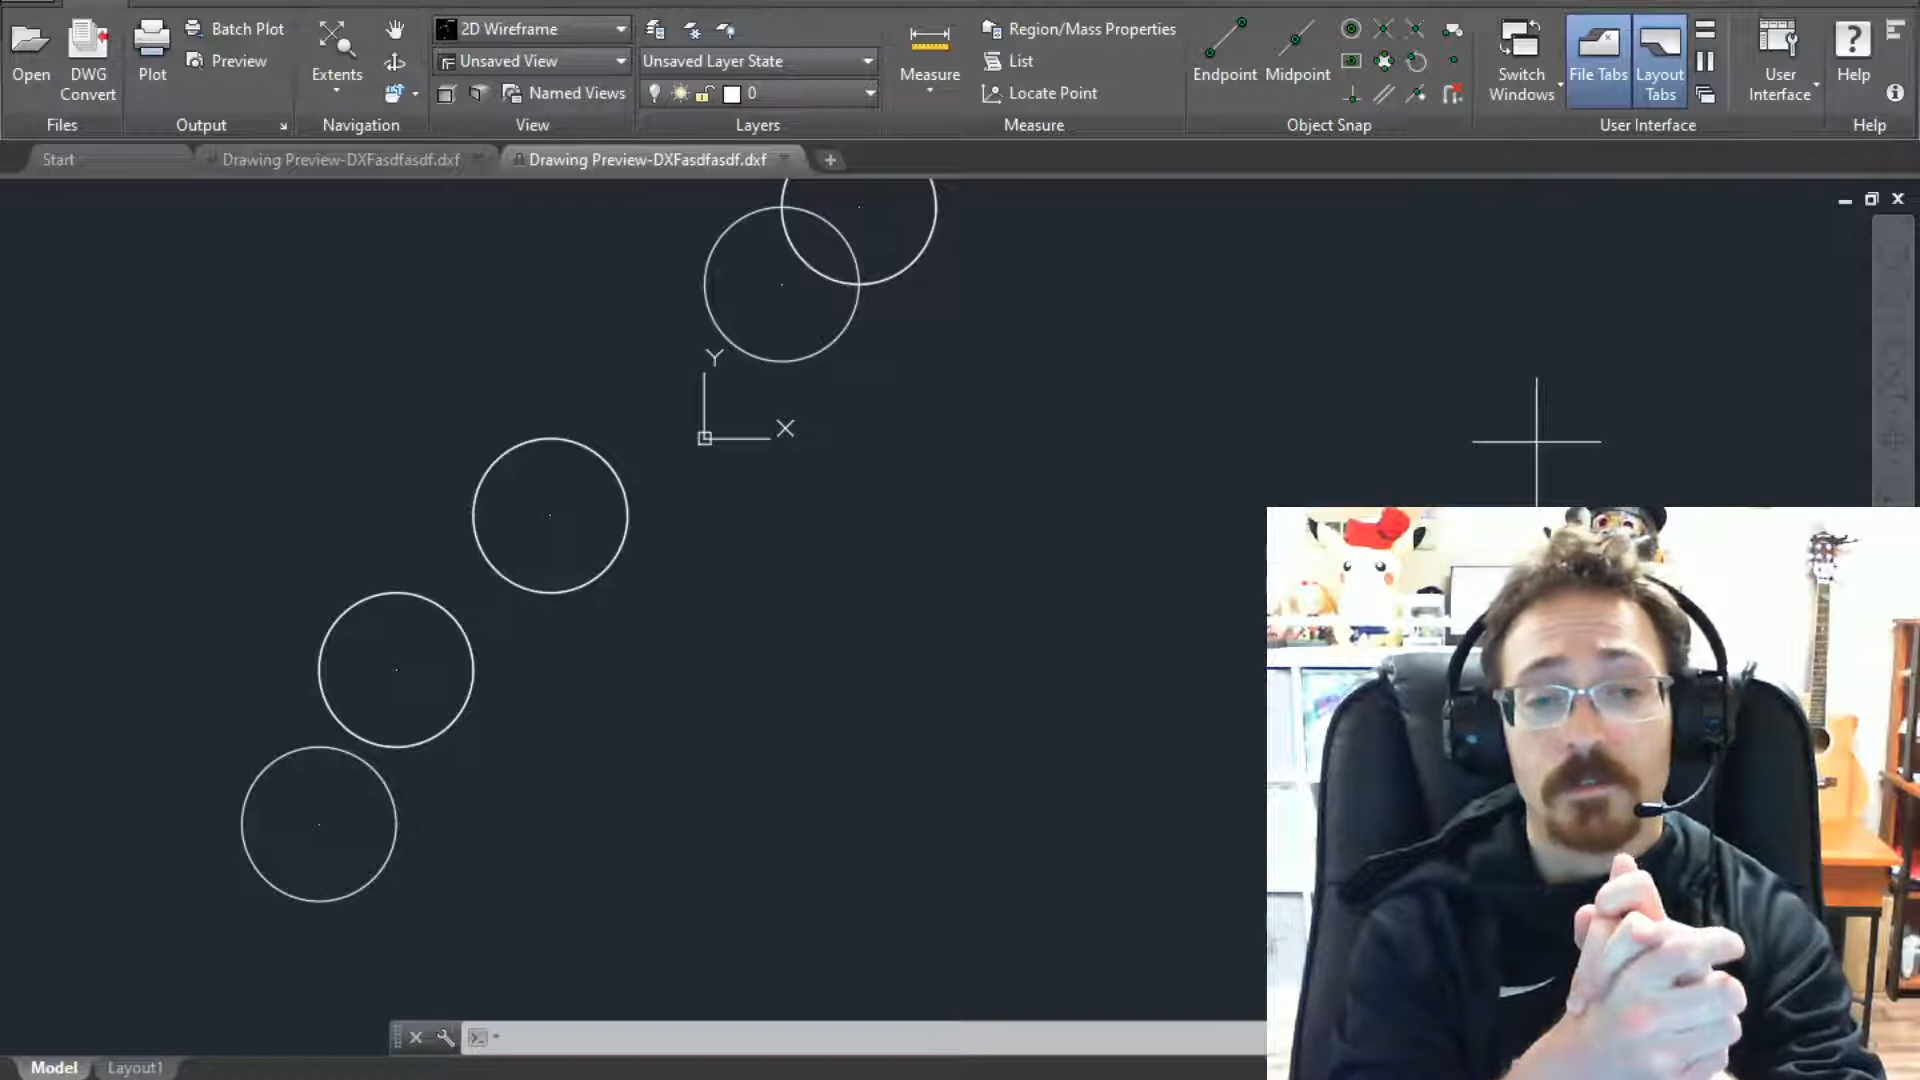 Open
DWG
Convert
Files
Plot
Batch Plot
Preview
Output
Extents
Navigation
2D Wireframe
Unsaved View
Named Views
View
Unsaved Layer State
0
Layers
Measure
Region/Mass Properties
List
Locate Point
Measure
Endpoint
Midpoint
Object Snap
Switch
Windows
File Tabs
Layout
Tabs
User Interface
User
Interface
Help
Help
Start
Drawing Preview-DXFasdfasdf.dxf
Drawing Preview-DXFasdfasdf.dxf
Y
X
Model
Layout1